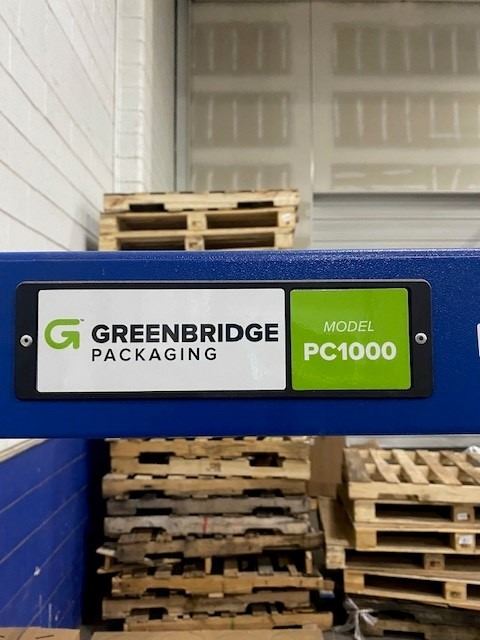 GREENBRIDGE
PACKAGING
MODEL
PC1000